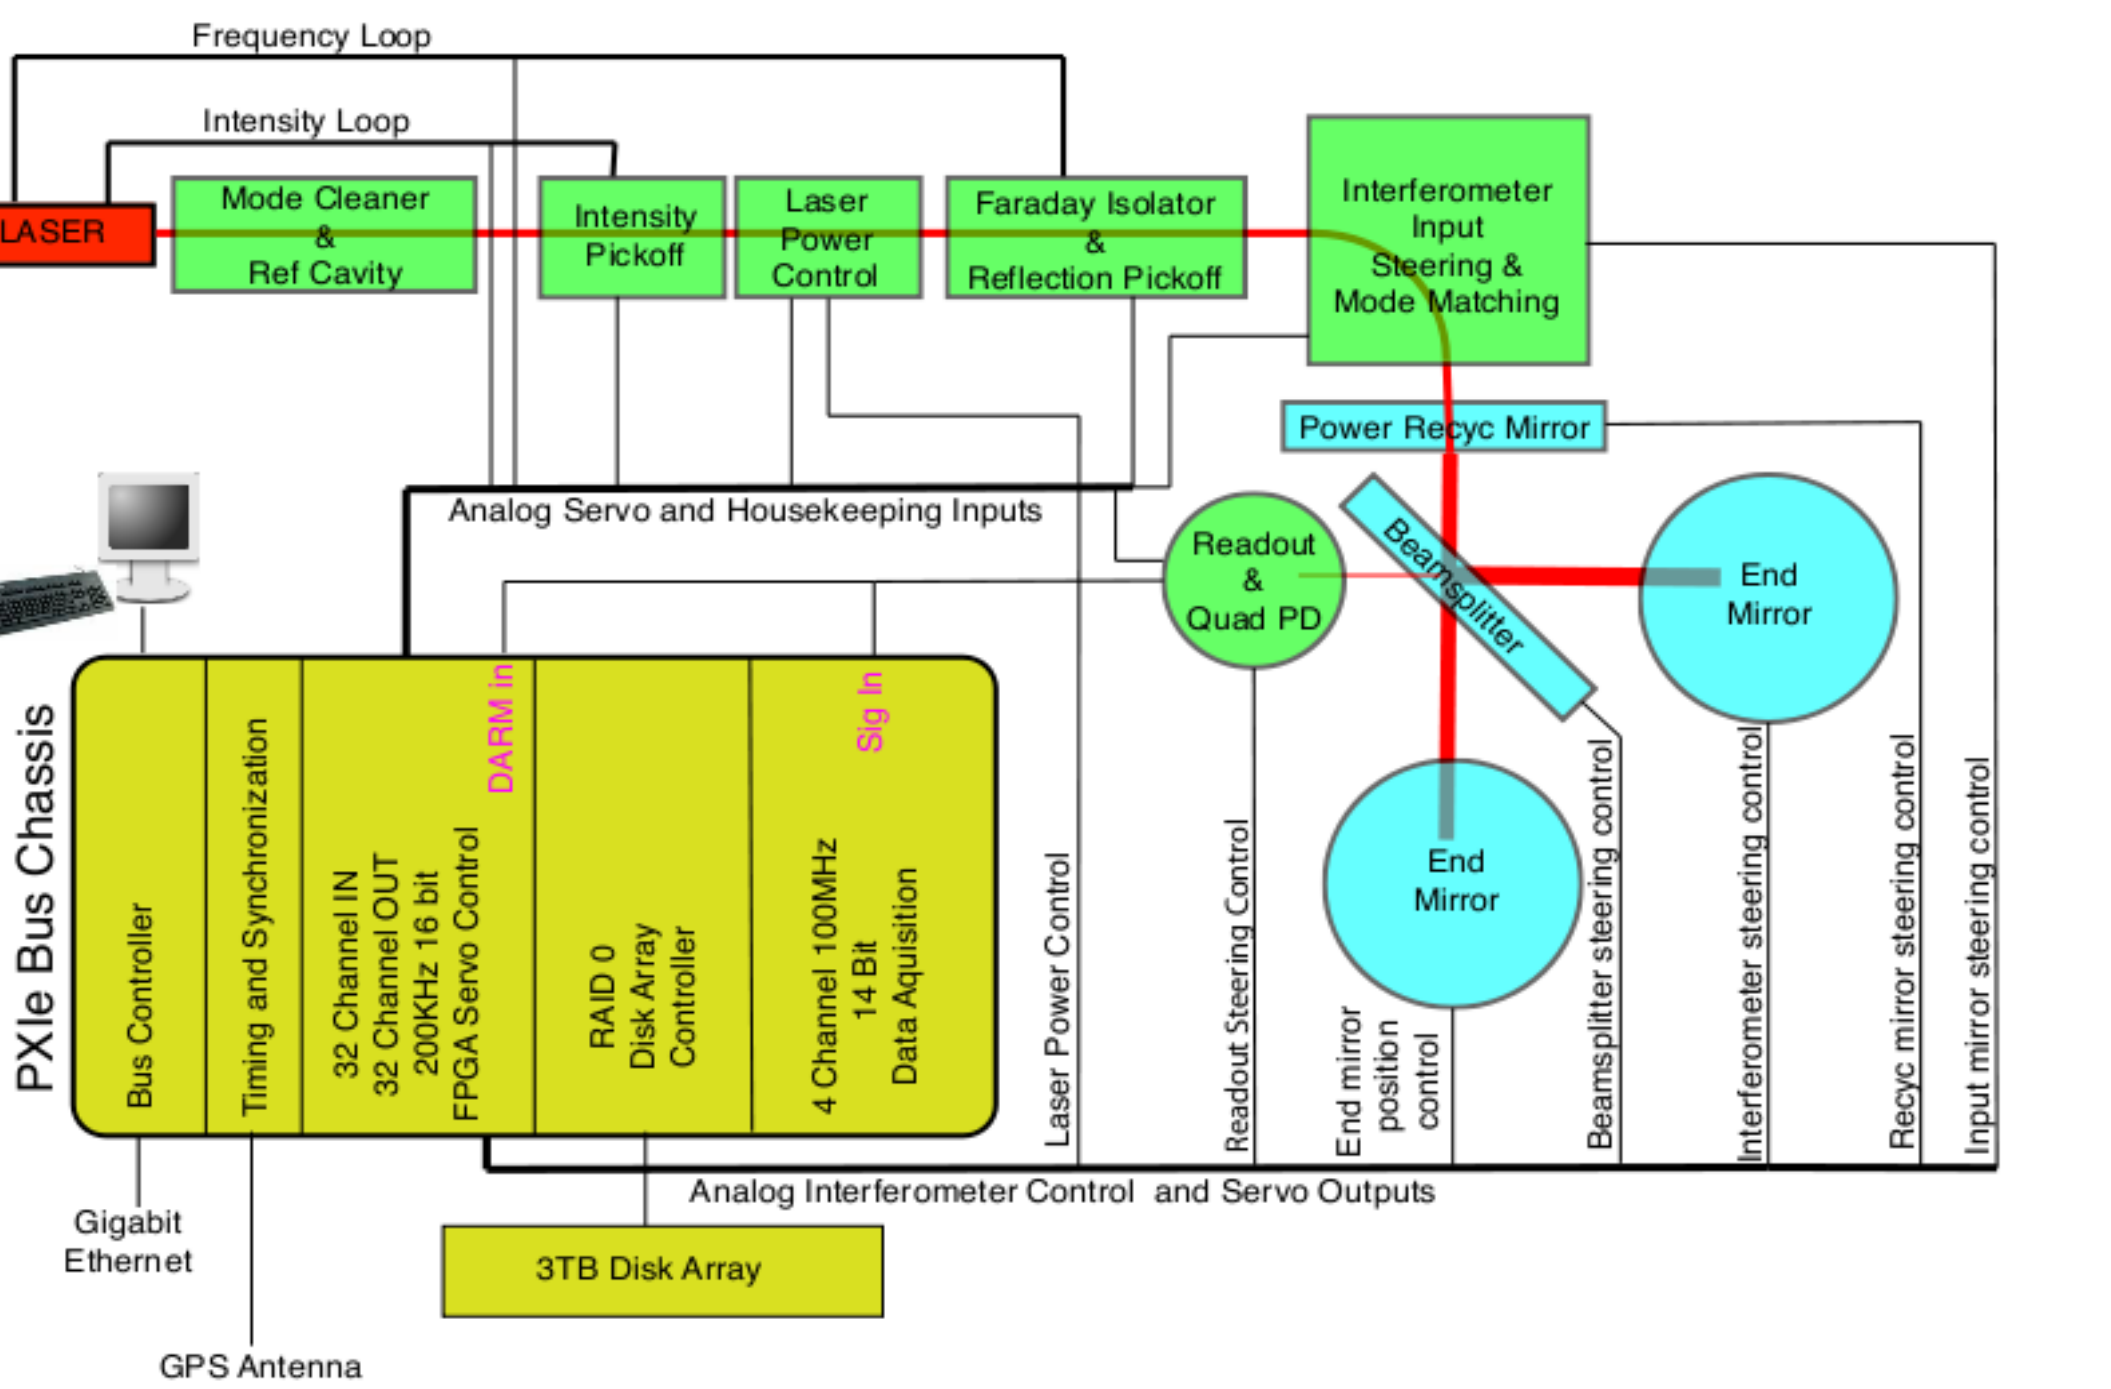 Frequency Loop
Intensity Loop
LASER
Mode Cleaner
&
Ref Cavity
Intensity
Pickoff
Laser
Power
Control
Faraday Isolator
&
Reflection Pickoff
Interferometer
Input
Steering &
Mode Matching
Power Recyc Mirror
Analog Servo and Housekeeping Inputs
Readout
&
Quad PD
Beamsplitter
End
Mirror
End
Mirror
PXIe Bus Chassis
Bus Controller
Timing and Synchronization
32 Channel IN
32 Channel OUT
200KHz 16 bit
FPGA Servo Control
DARM in
RAID 0
Disk Array
Controller
4 Channel 100MHz
14 Bit
Data Aquisition
Sig In
Laser Power Control
Readout Steering Control
End mirror
position
control
Beamsplitter steering control
Interferometer steering control
Recyc mirror steering control
Input mirror steering control
Analog Interferometer Control and Servo Outputs
Gigabit
Ethernet
3TB Disk Array
GPS Antenna